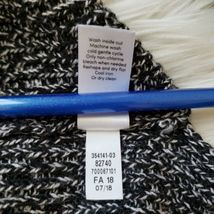 Wash inside out
Machine wash
cold gentle cycle
Only non-chlorine
bleach when needed
Reshape and dry flat
Cool iron
Or dry clean
354141-03
82740
700087101
FA 18
07/18